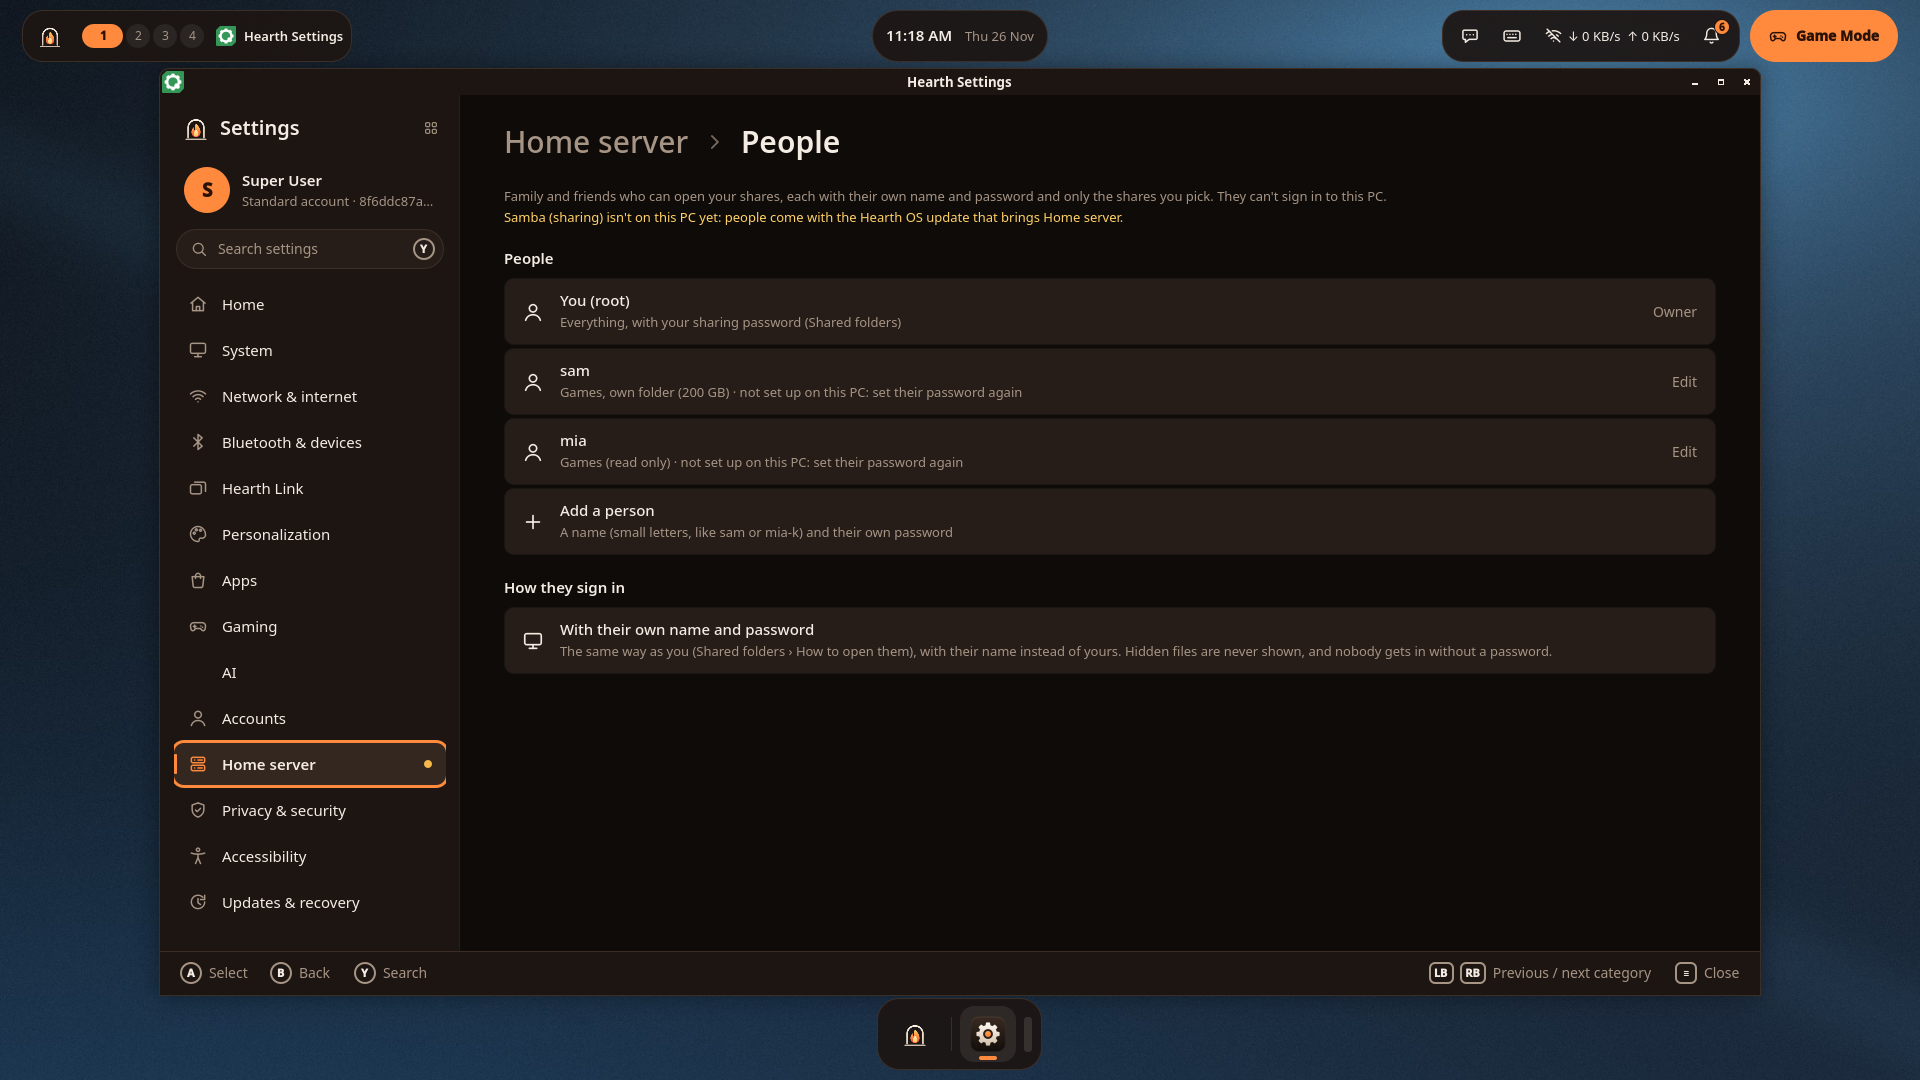 1 2 3 4 Hearth Settings
11:18 AM Thu 26 Nov
↓ 0 KB/s ↑ 0 KB/s
6
Game Mode
Hearth Settings
Settings
S
Super User
Standard account · 8f6ddc87a...
Search settings Y
Home
System
Network & internet
Bluetooth & devices
Hearth Link
Personalization
Apps
Gaming
AI
Accounts
Home server
Privacy & security
Accessibility
Updates & recovery
Home server › People
Family and friends who can open your shares, each with their own name and password and only the shares you pick. They can't sign in to this PC.
Samba (sharing) isn't on this PC yet: people come with the Hearth OS update that brings Home server.
People
You (root)
Everything, with your sharing password (Shared folders)
Owner
sam
Games, own folder (200 GB) · not set up on this PC: set their password again
Edit
mia
Games (read only) · not set up on this PC: set their password again
Edit
Add a person
A name (small letters, like sam or mia-k) and their own password
How they sign in
With their own name and password
The same way as you (Shared folders › How to open them), with their name instead of yours. Hidden files are never shown, and nobody gets in without a password.
A Select B Back Y Search
LB RB Previous / next category ≡ Close